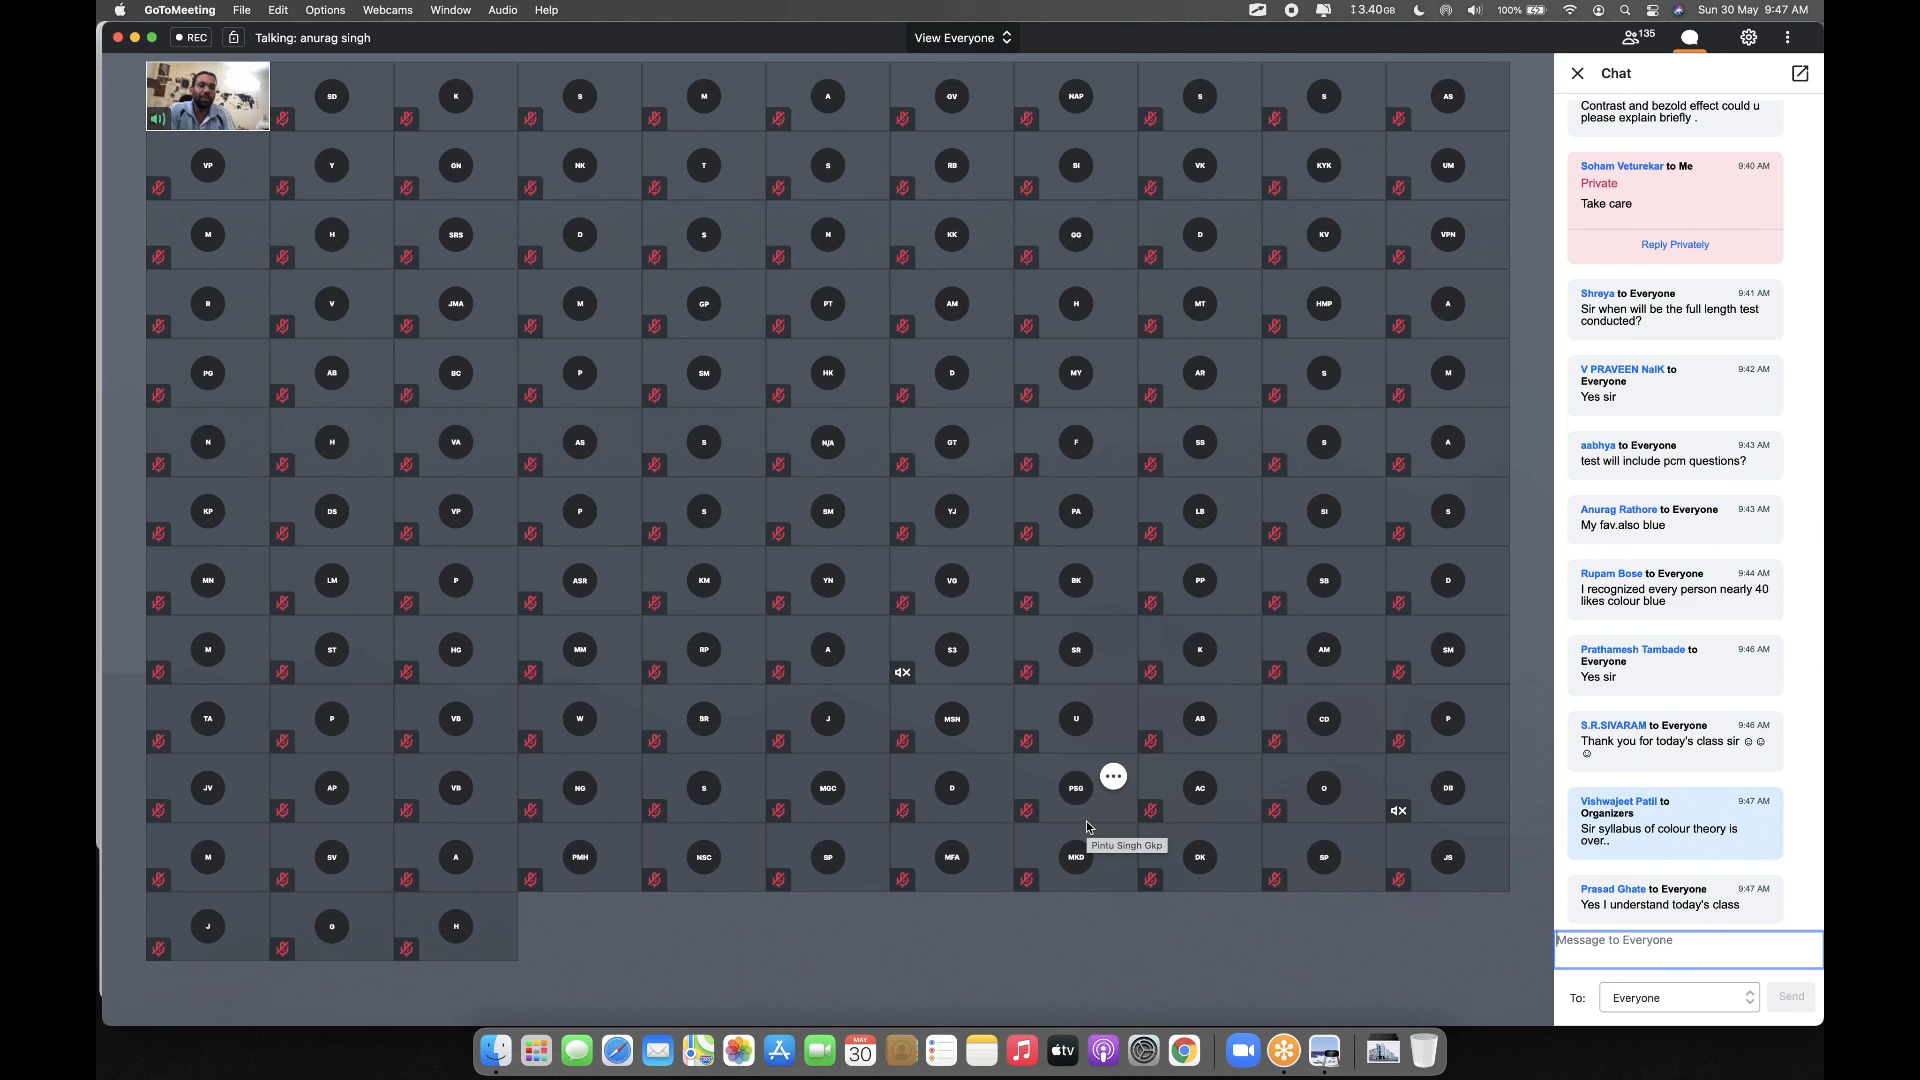 GoToMeeting File Edit Options Webcams Window Audio Help
3.40GB 100% Sun 30 May 9:47 AM
REC Talking: anurag singh
View Everyone
135
SD K S M A GV NAP S S AS
VP Y GN NK T S RB BI VK KYK UM
M H SRS D S N KK GG D KV VPN
R V JMA M GP PT AM H MT HMP A
PG AB BC P SM HK D MY AR S M
N H VA AS S N/A GT F SS S A
KP DS VP P S SM YJ PA LB SI S
MN LM P ASR KM YN VG BK PP SB D
M ST HG MM RP A S3 SR K AM SM
TA P VB W BR J MSN U AB CD P
JV AP VB NG S MGC D PSG AC O DB
Pintu Singh Gkp
M SV A PMH NSC SP MFA MKD DK SP JS
J G H
Chat
Contrast and bezold effect could u
please explain briefly .
Soham Veturekar to Me 9:40 AM
Private
Take care
Reply Privately
Shreya to Everyone 9:41 AM
Sir when will be the full length test
conducted?
V PRAVEEN NaIK to 9:42 AM
Everyone
Yes sir
aabhya to Everyone 9:43 AM
test will include pcm questions?
Anurag Rathore to Everyone 9:43 AM
My fav.also blue
Rupam Bose to Everyone 9:44 AM
I recognized every person nearly 40
likes colour blue
Prathamesh Tambade to 9:46 AM
Everyone
Yes sir
S.R.SIVARAM to Everyone 9:46 AM
Thank you for today's class sir ☺☺
☺
Vishwajeet Patil to 9:47 AM
Organizers
Sir syllabus of colour theory is
over..
Prasad Ghate to Everyone 9:47 AM
Yes I understand today's class
Message to Everyone
To: Everyone Send
MAY
30
tv